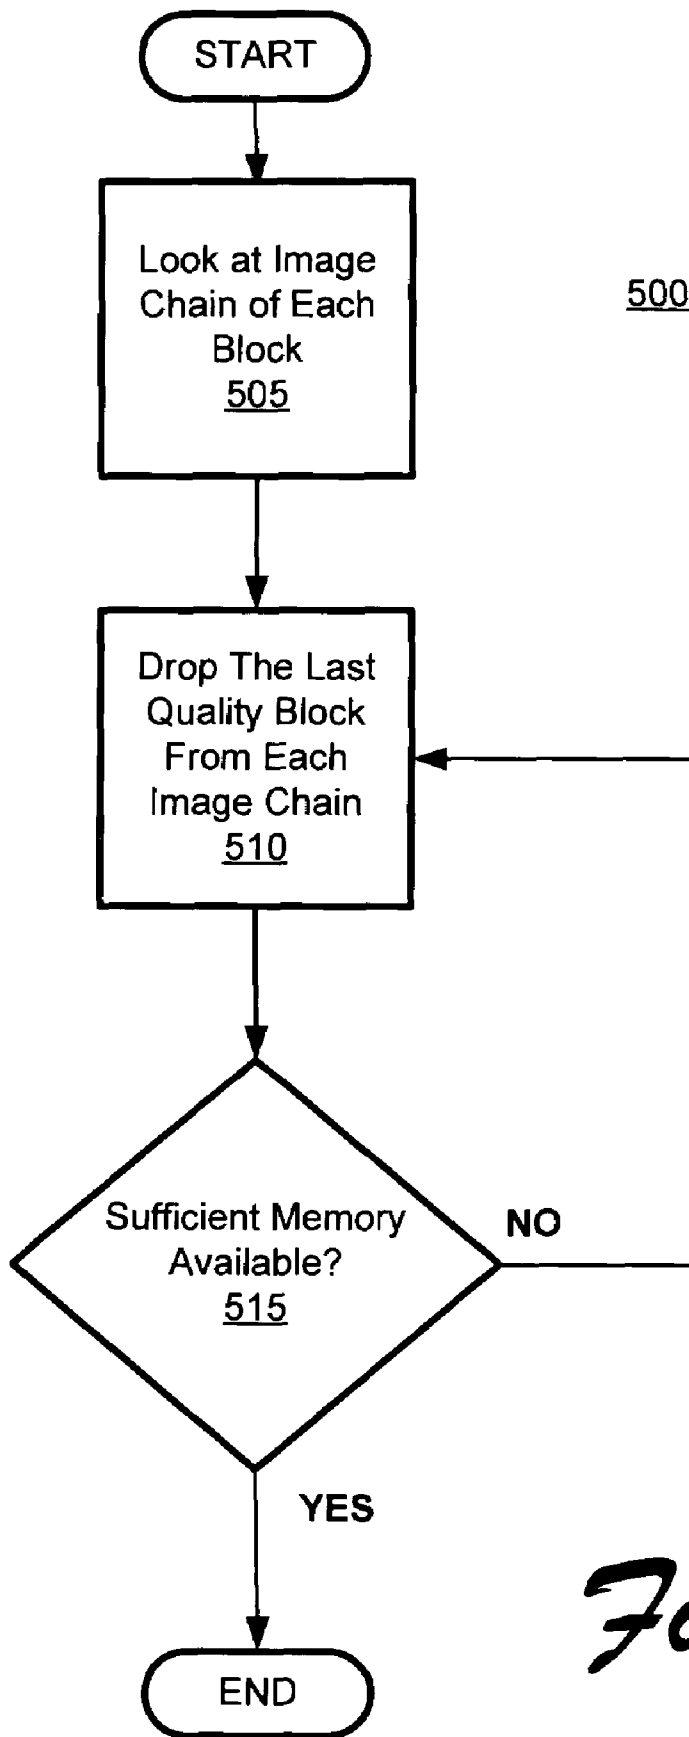 START
Look at Image
Chain of Each
Block
505
500
Drop The Last
Quality Block
From Each
Image Chain
510
Sufficient Memory
Available?
515
NO
YES
END